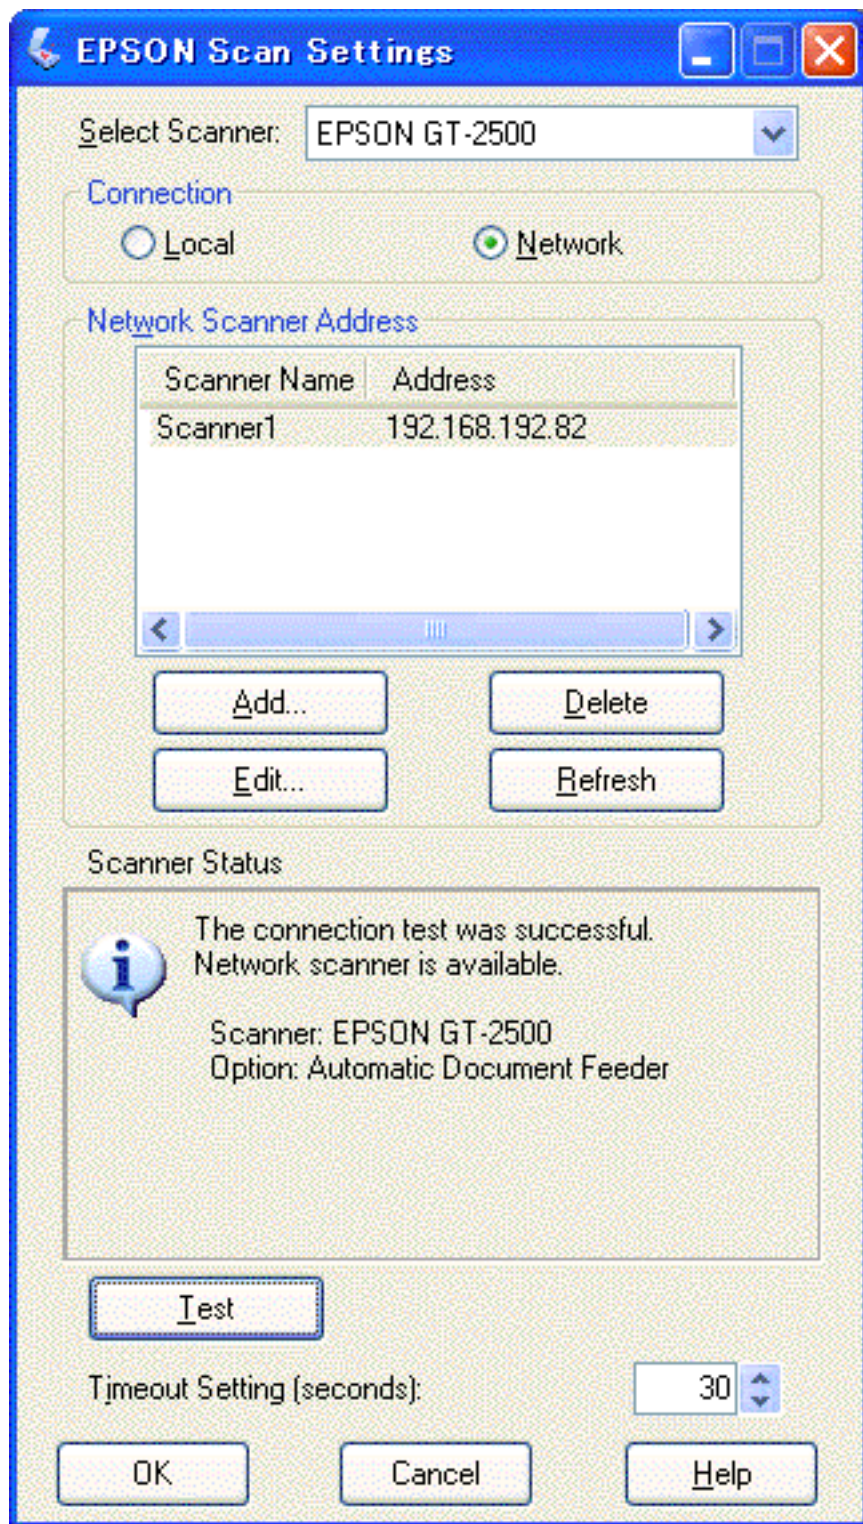 EPSON Scan Settings
Select Scanner: EPSON GT-2500
Connection
Local Network
Network Scanner Address
Scanner Name Address
Scanner1 192.168.192.82
Add... Delete
Edit... Refresh
Scanner Status
The connection test was successful.
Network scanner is available.
Scanner: EPSON GT-2500
Option: Automatic Document Feeder
Test
Timeout Setting (seconds): 30
OK Cancel Help